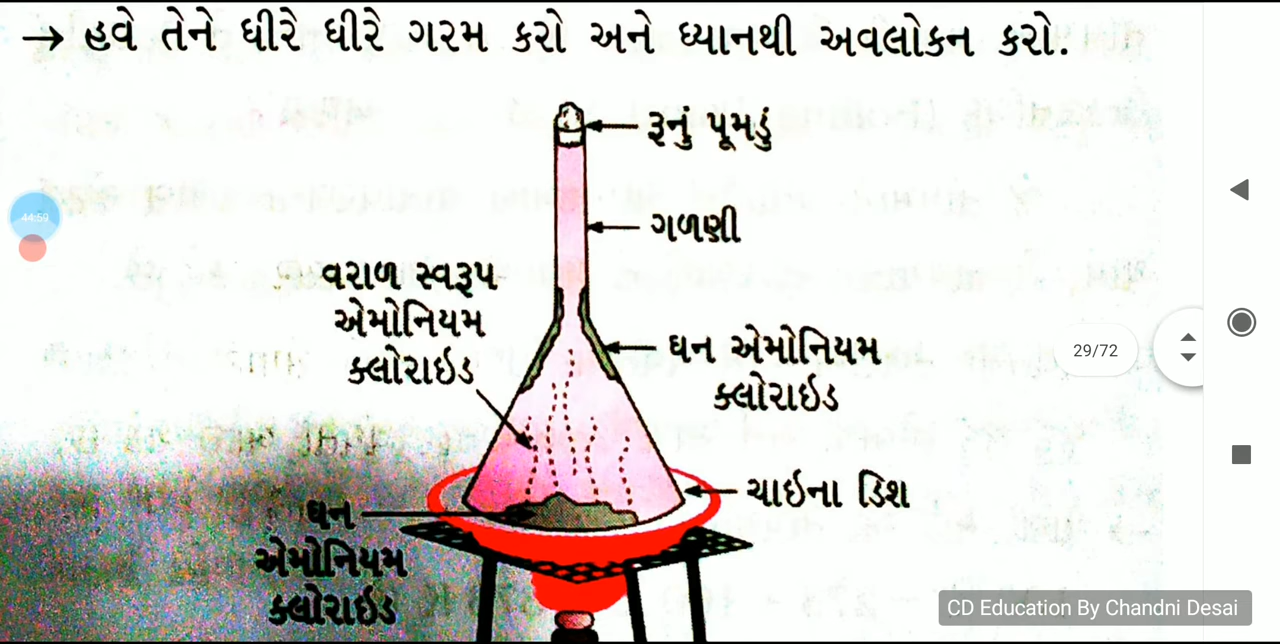 → હવે તેને ધીરે ધીરે ગરમ કરો અને ધ્યાનથી અવલોકન કરો.
રૂનું પૂમડું
44:59
ગળણી
વરાળ સ્વરૂપ
એમોનિયમ
ક્લોરાઇડ
ઘન એમોનિયમ
ક્લોરાઇડ
29/72
ચાઇના ડિશ
ઘન
એમોનિયમ
ક્લોરાઇડ
CD Education By Chandni Desai